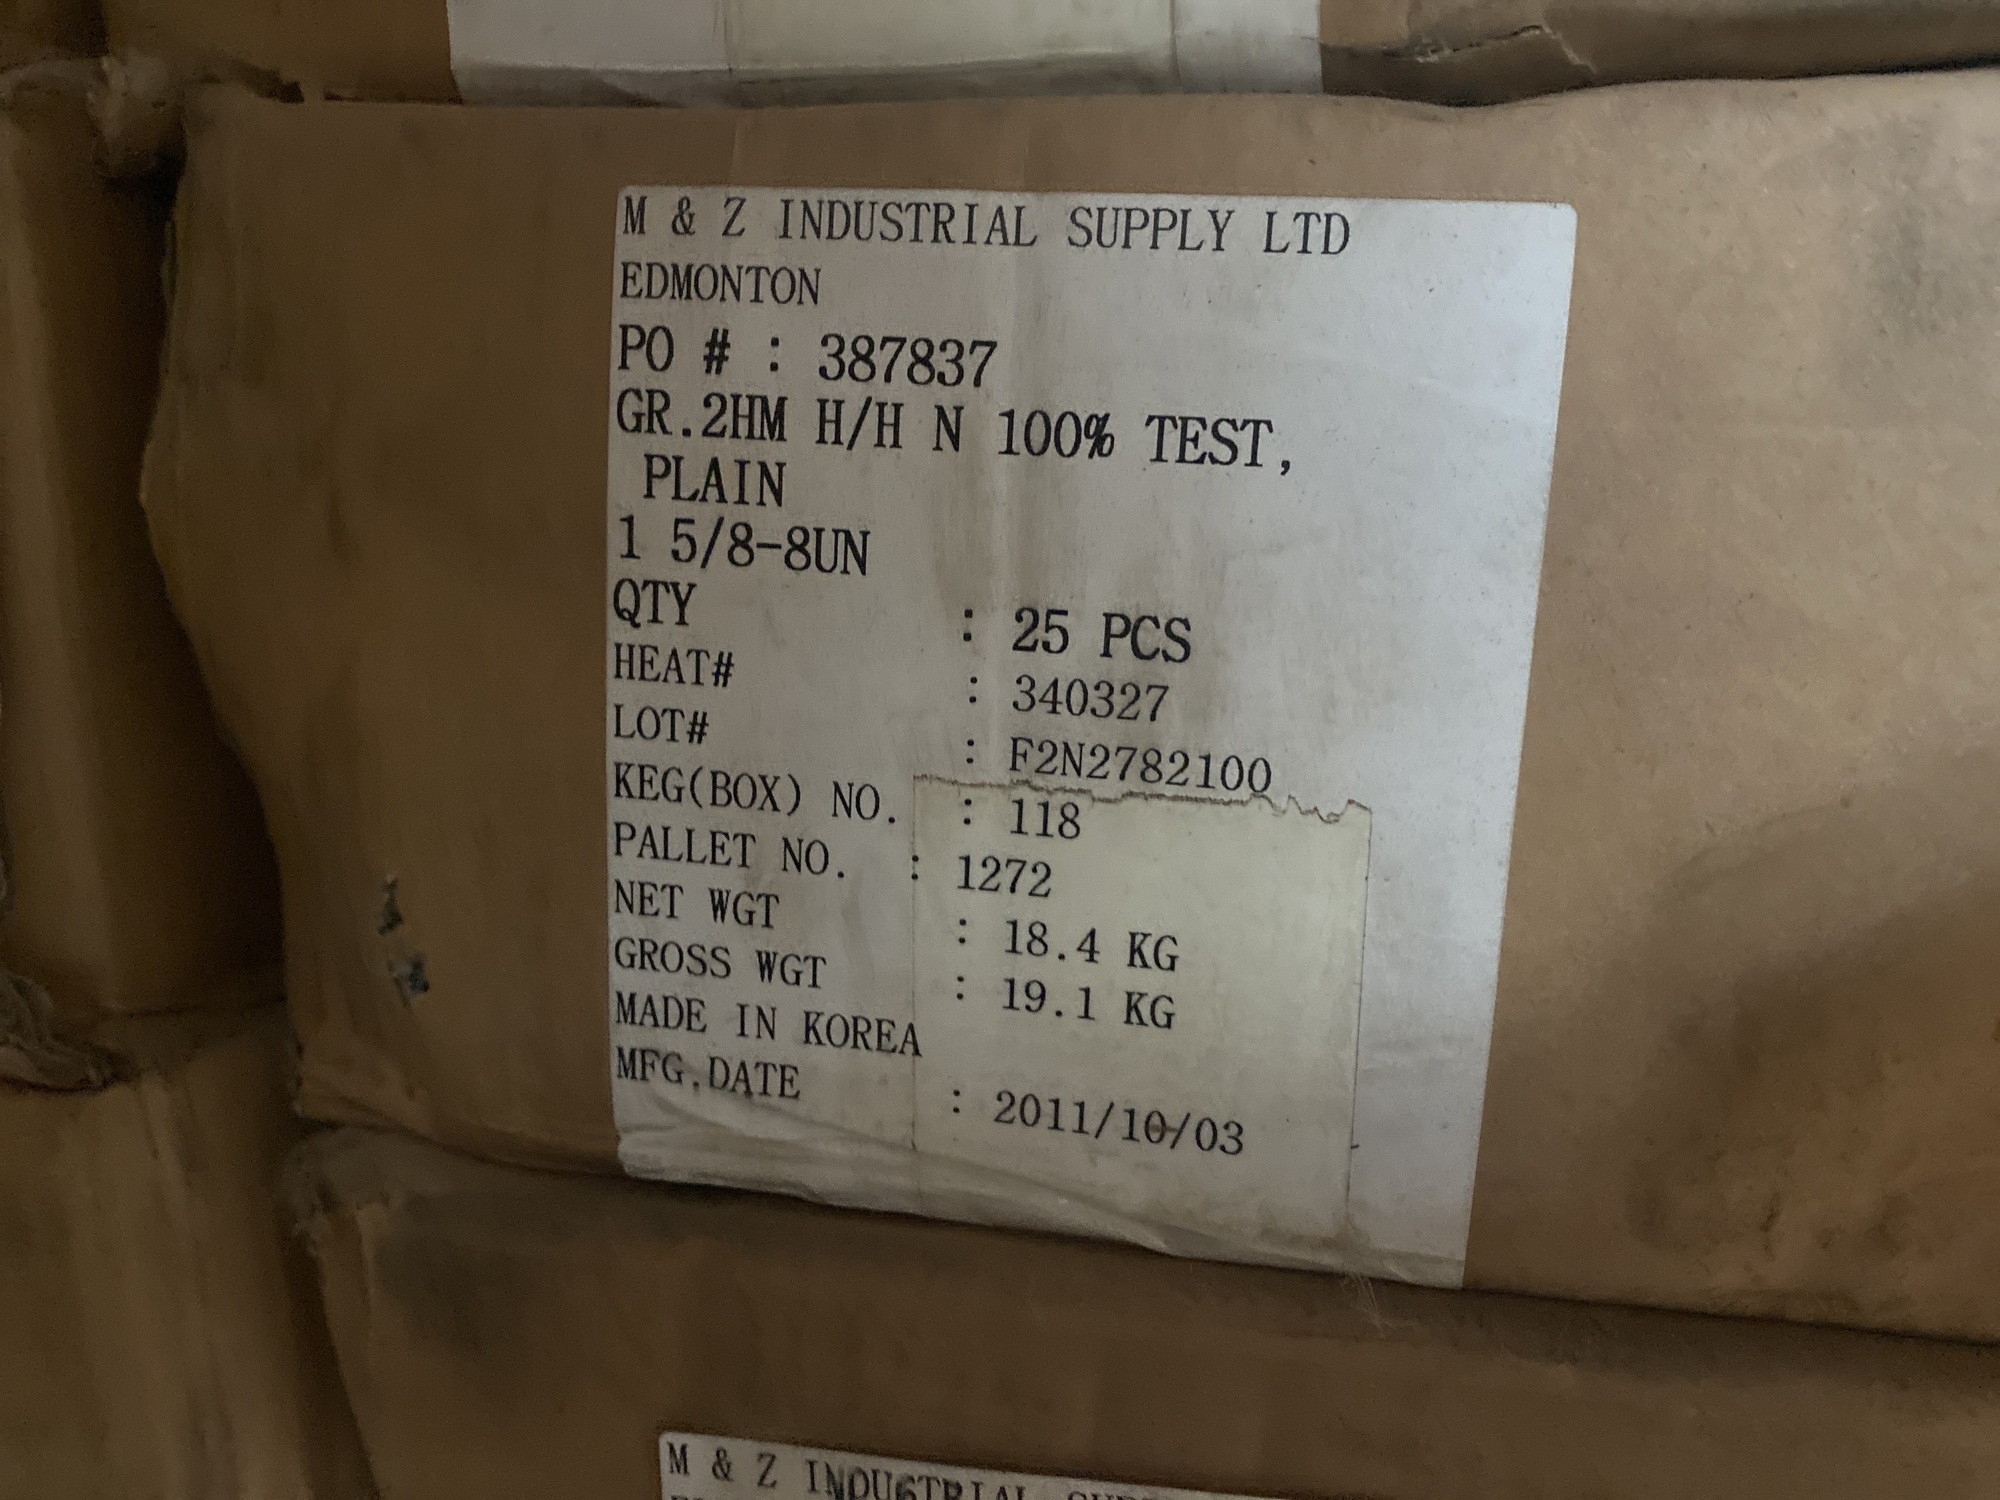 M & Z INDUSTRIAL SUPPLY LTD
EDMONTON
PO # : 387837
GR.2HM H/H N 100% TEST,
PLAIN
1 5/8-8UN
QTY : 25 PCS
HEAT# : 340327
LOT# : F2N2782100
KEG(BOX) NO. : 118
PALLET NO. : 1272
NET WGT : 18.4 KG
GROSS WGT : 19.1 KG
MADE IN KOREA
MFG.DATE : 2011/10/03
M & Z INDUSTRIAL